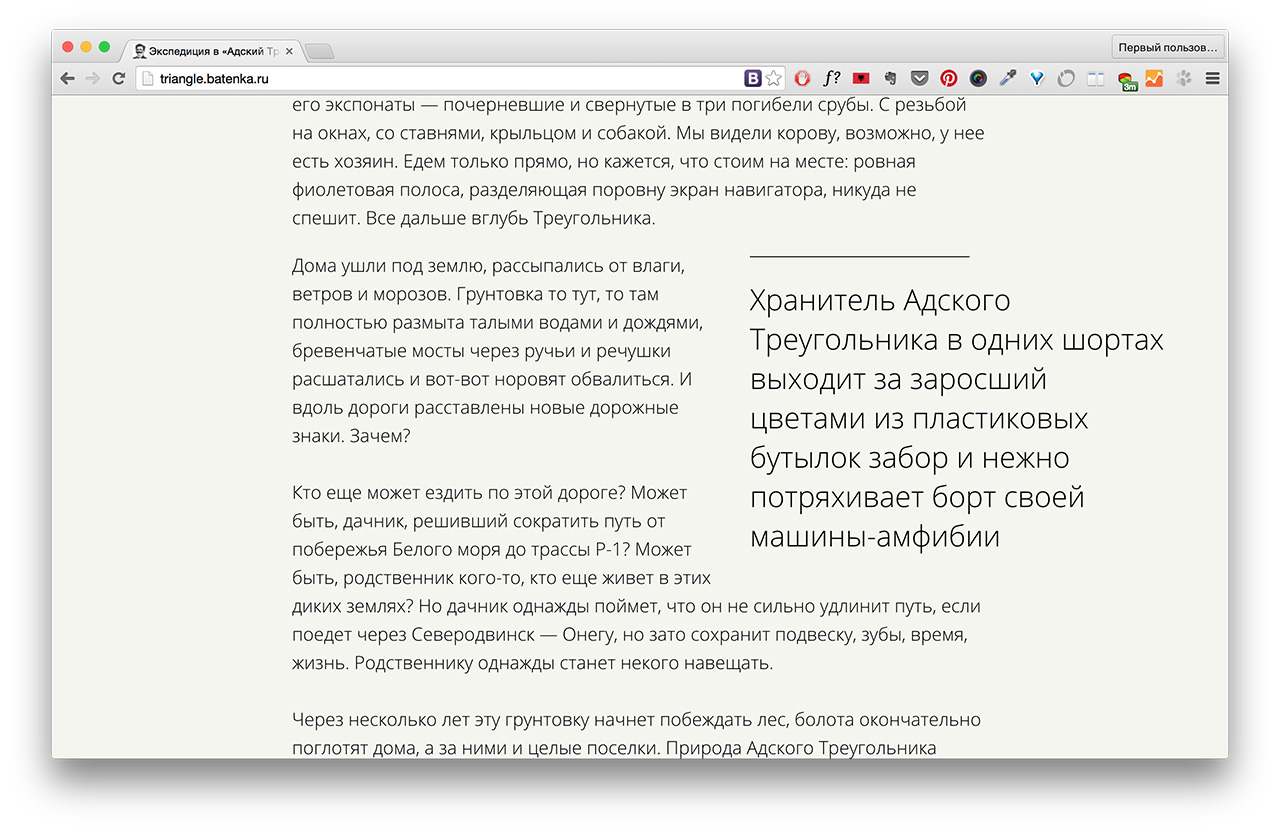 Экспедиция в «Адский Тр
Первый пользов...
triangle.batenka.ru
B
f?
3m
его экспонаты — почерневшие и свернутые в три погибели срубы. С резьбой
на окнах, со ставнями, крыльцом и собакой. Мы видели корову, возможно, у нее
есть хозяин. Едем только прямо, но кажется, что стоим на месте: ровная
фиолетовая полоса, разделяющая поровну экран навигатора, никуда не
спешит. Все дальше вглубь Треугольника.
Дома ушли под землю, рассыпались от влаги,
ветров и морозов. Грунтовка то тут, то там
полностью размыта талыми водами и дождями,
бревенчатые мосты через ручьи и речушки
расшатались и вот-вот норовят обвалиться. И
вдоль дороги расставлены новые дорожные
знаки. Зачем?
Хранитель Адского
Треугольника в одних шортах
выходит за заросший
цветами из пластиковых
бутылок забор и нежно
потряхивает борт своей
машины-амфибии
Кто еще может ездить по этой дороге? Может
быть, дачник, решивший сократить путь от
побережья Белого моря до трассы Р-1? Может
быть, родственник кого-то, кто еще живет в этих
диких землях? Но дачник однажды поймет, что он не сильно удлинит путь, если
поедет через Северодвинск — Онегу, но зато сохранит подвеску, зубы, время,
жизнь. Родственнику однажды станет некого навещать.
Через несколько лет эту грунтовку начнет побеждать лес, болота окончательно
поглотят дома, а за ними и целые поселки. Природа Адского Треугольника